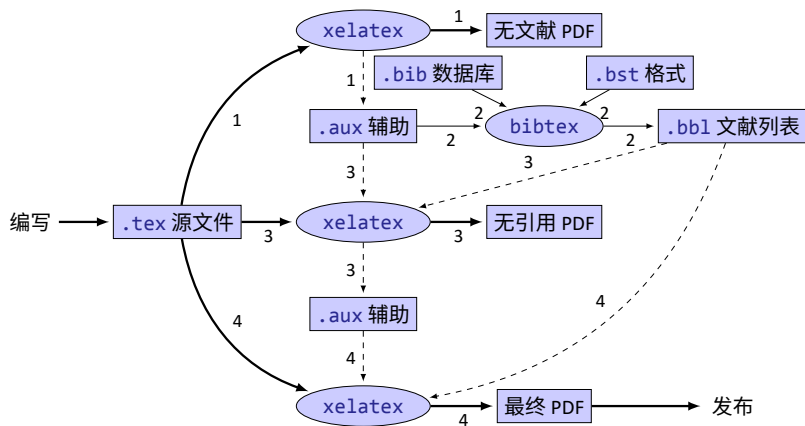 xelatex
1
无文献 PDF
1
.bib 数据库
.bst 格式
1
.aux 辅助
2
2
bibtex
2
2
.bbl 文献列表
3
3
编写
.tex 源文件
3
xelatex
3
无引用 PDF
3
4
4
.aux 辅助
4
xelatex
4
最终 PDF
发布